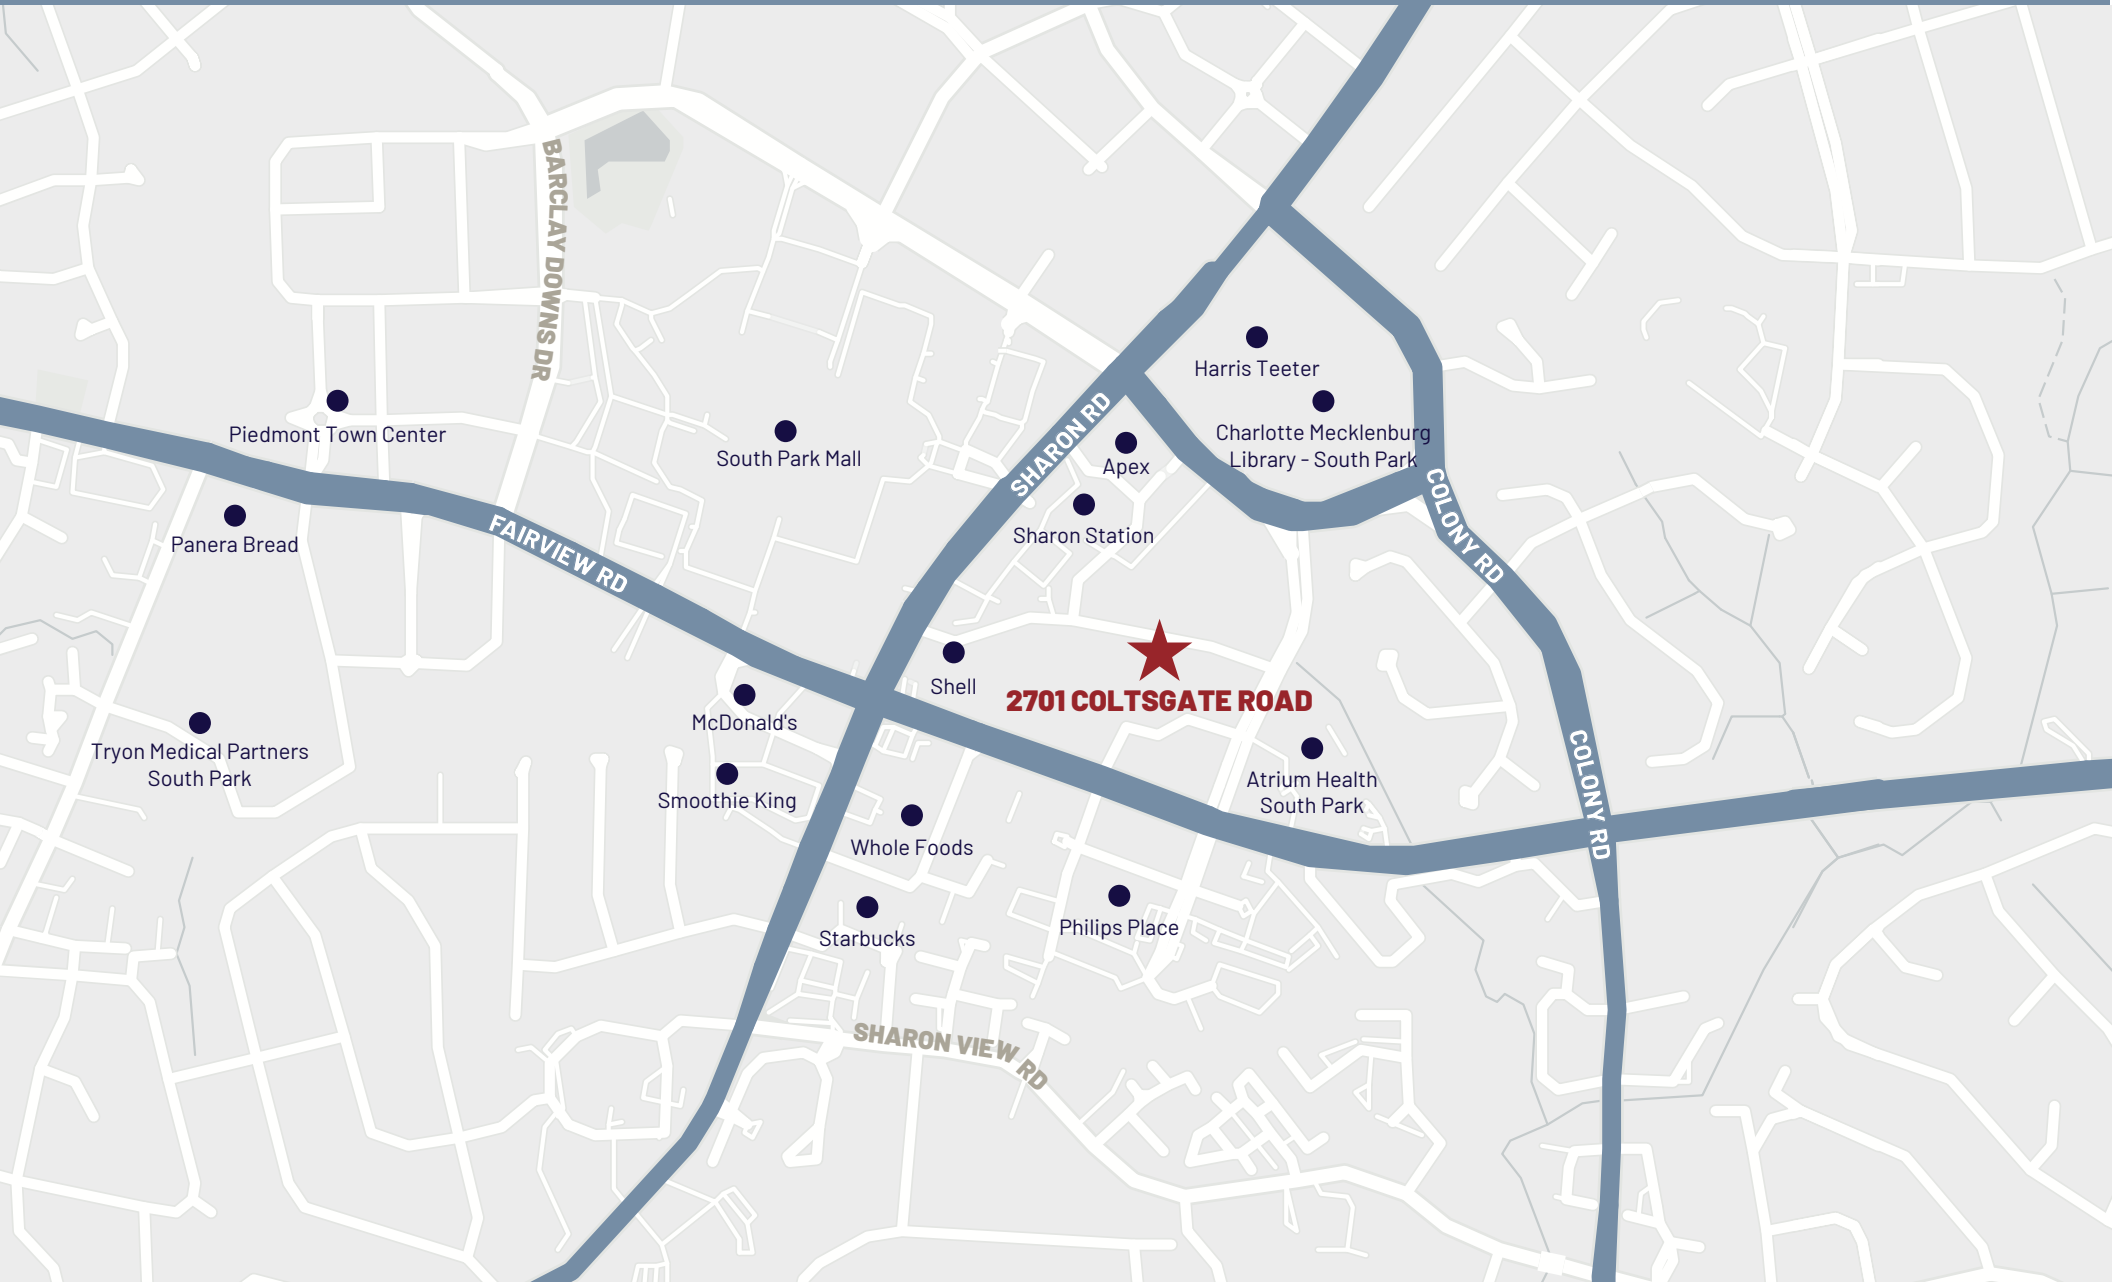 BARCLAY DOWNS DR
Harris Teeter
Piedmont Town Center
South Park Mall
SHARON RD
Apex
Charlotte Mecklenburg
Library - South Park
Panera Bread
FAIRVIEW RD
Sharon Station
COLONY RD
Shell
2701 COLTSGATE ROAD
McDonald's
Tryon Medical Partners
South Park
Smoothie King
Atrium Health
South Park
COLONY RD
Whole Foods
Starbucks
Philips Place
SHARON VIEW RD